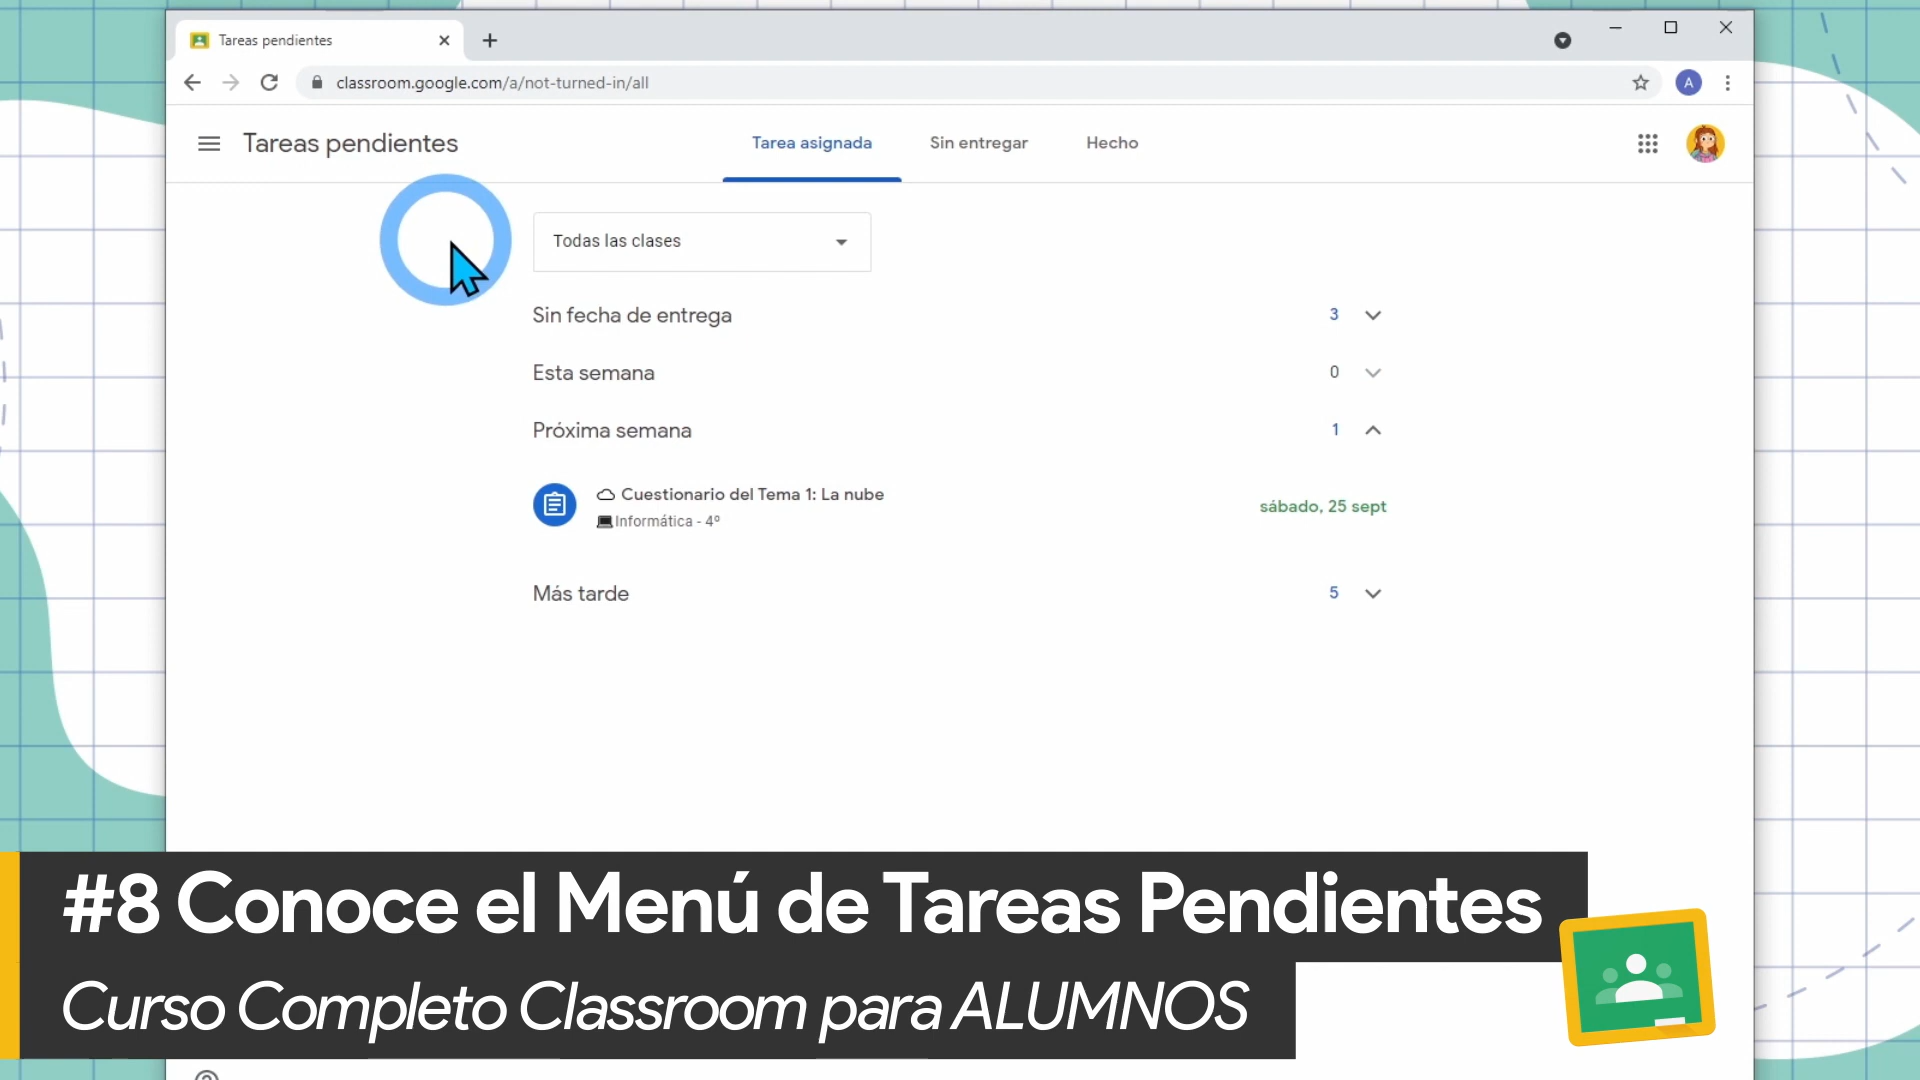 Tareas pendientes
classroom.google.com/a/not-turned-in/all
A
Tareas pendientes
Tarea asignada
Sin entregar
Hecho
Todas las clases
Sin fecha de entrega
3
Esta semana
0
Próxima semana
1
Cuestionario del Tema 1: La nube
Informática - 4º
sábado, 25 sept
Más tarde
5
#8 Conoce el Menú de Tareas Pendientes
Curso Completo Classroom para ALUMNOS